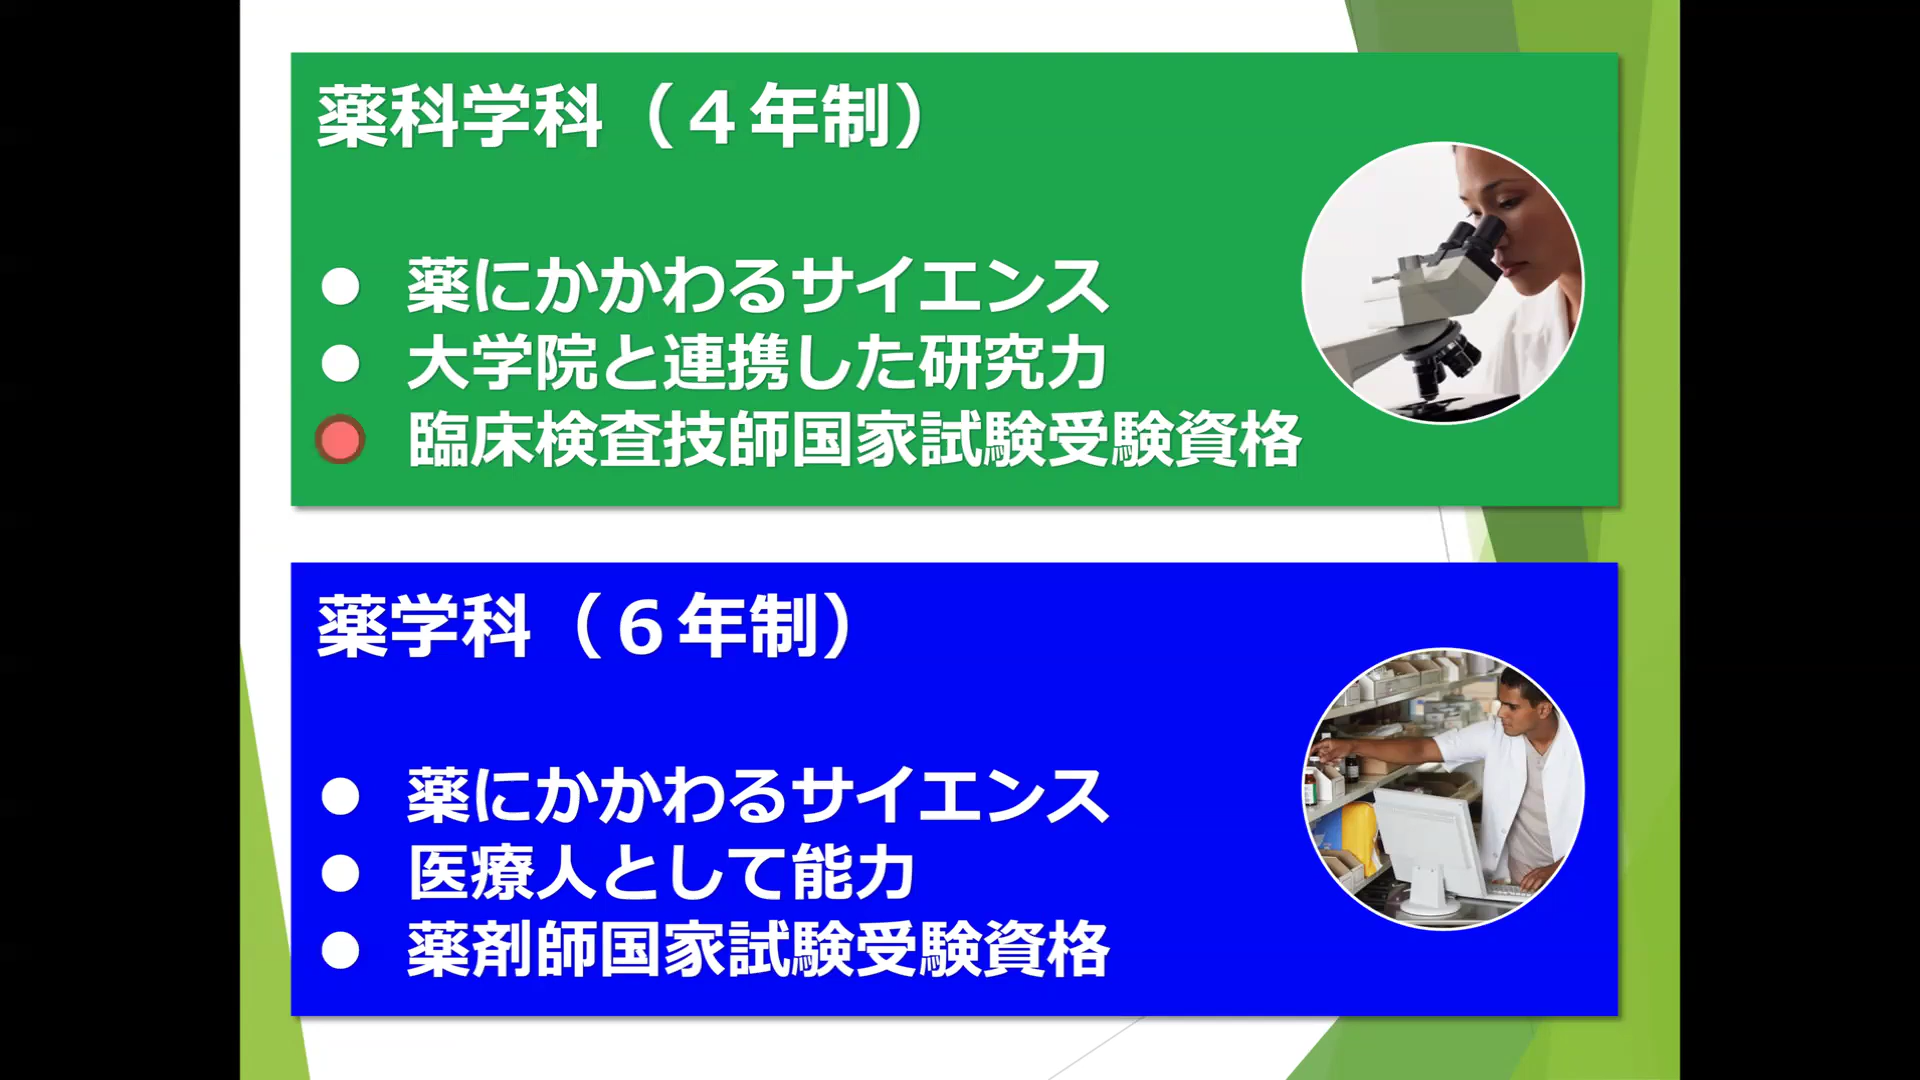 薬科学科（４年制）
● 薬にかかわるサイエンス
● 大学院と連携した研究力
● 臨床検査技師国家試験受験資格
薬学科（６年制）
● 薬にかかわるサイエンス
● 医療人として能力
● 薬剤師国家試験受験資格